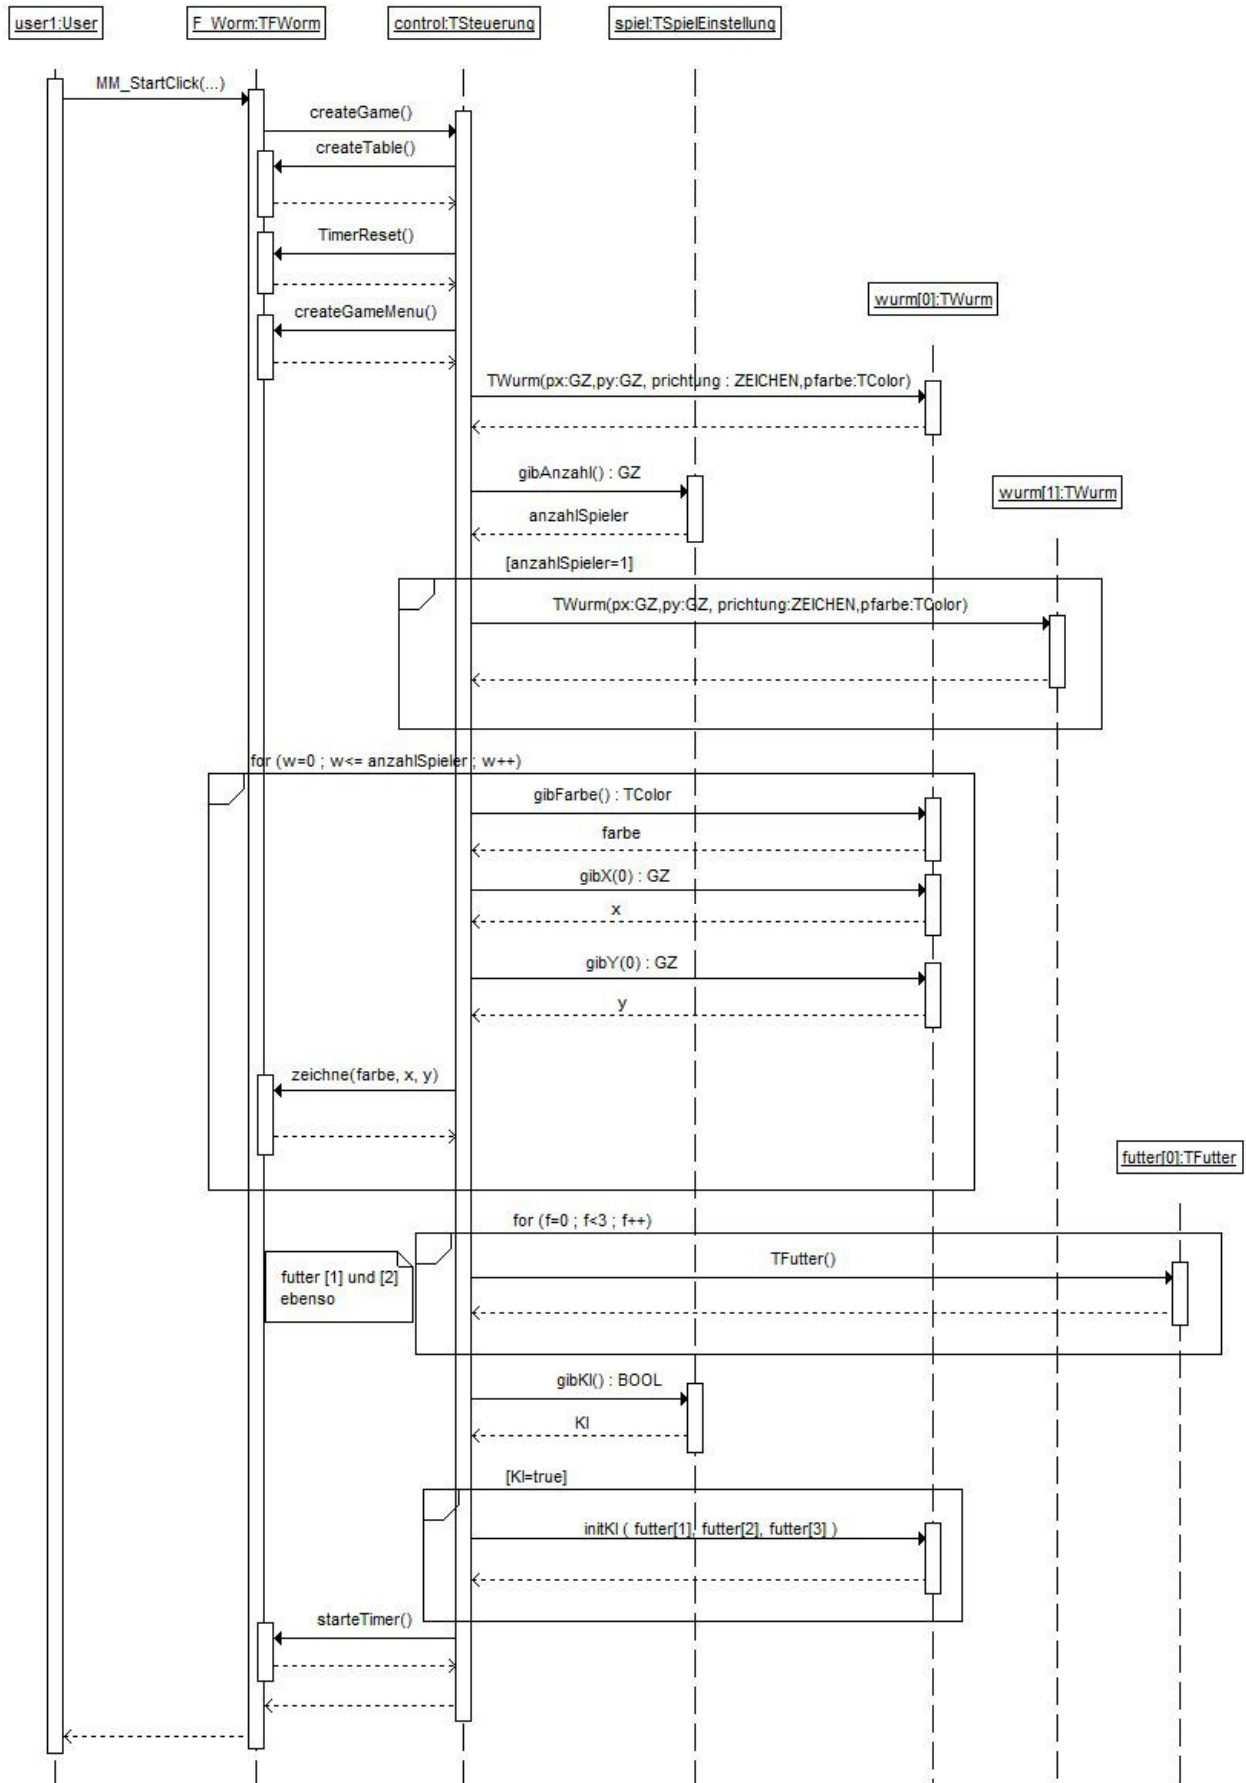 user1:User
F_Worm:TFWorm
control:TSteuerung
spiel:TSpielEinstellung
MM_StartClick(...)
createGame()
createTable()
TimerReset()
wurm[0]:TWurm
createGameMenu()
TWurm(px:GZ,py:GZ, prichtung : ZEICHEN,pfarbe:TColor)
gibAnzahl() : GZ
wurm[1]:TWurm
anzahlSpieler
[anzahlSpieler=1]
TWurm(px:GZ,py:GZ, prichtung:ZEICHEN,pfarbe:TColor)
for (w=0 ; w<= anzahlSpieler ; w++)
gibFarbe() : TColor
farbe
gibX(0) : GZ
x
gibY(0) : GZ
y
zeichne(farbe, x, y)
futter[0]:TFutter
for (f=0 ; f<3 ; f++)
TFutter()
futter [1] und [2]
ebenso
gibKI() : BOOL
KI
[KI=true]
initKI ( futter[1], futter[2], futter[3] )
starteTimer()